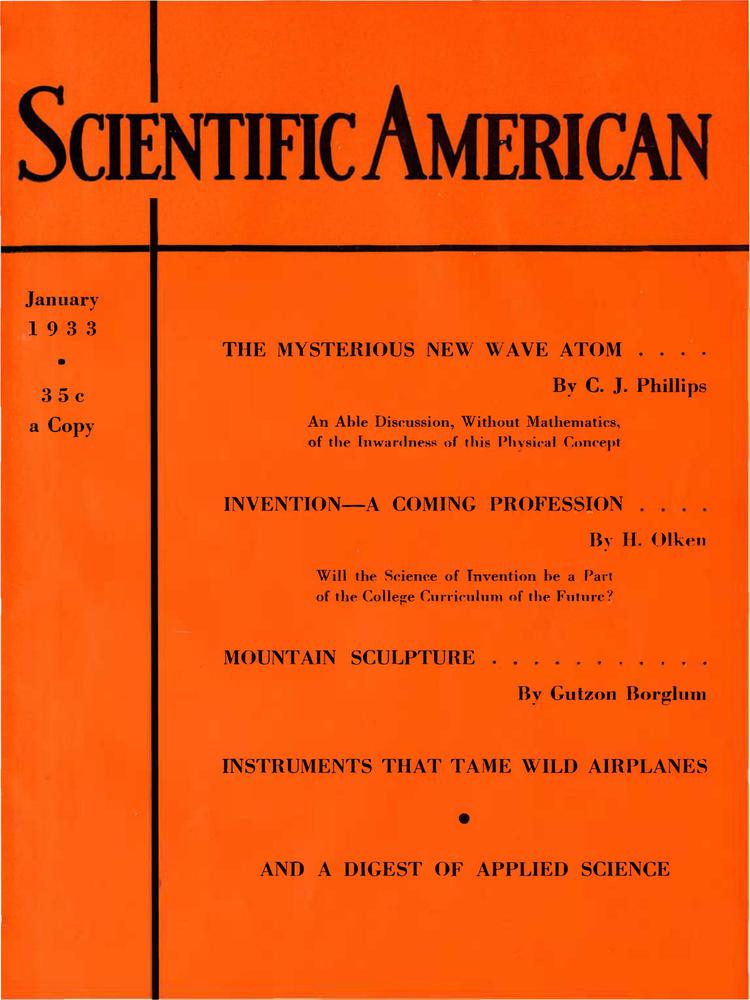 SCIENTIFIC AMERICAN
January
1933
•
35c
a Copy
THE MYSTERIOUS NEW WAVE ATOM . . . .
By C. J. Phillips
An Able Discussion, Without Mathematics,
of the Inwardness of this Physical Concept
INVENTION—A COMING PROFESSION . . . .
By H. Olken
Will the Science of Invention be a Part
of the College Curriculum of the Future?
MOUNTAIN SCULPTURE . . . . . . . . . . .
By Gutzon Borglum
INSTRUMENTS THAT TAME WILD AIRPLANES
•
AND A DIGEST OF APPLIED SCIENCE